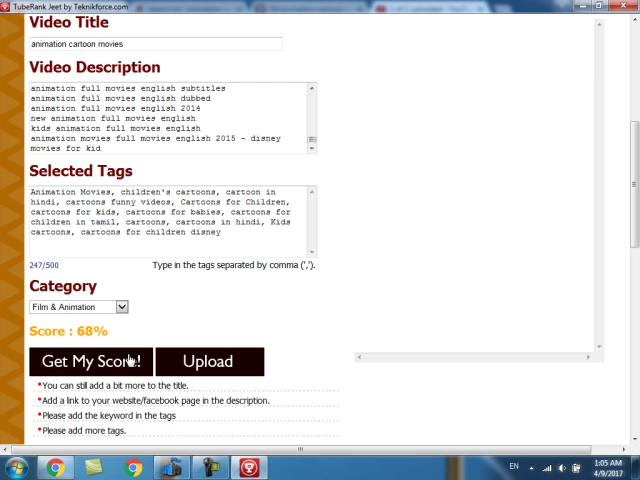 TubeRank Jeet by Teknikforce.com
Video Title
animation cartoon movies
Video Description
animation full movies english subtitles
animation full movies english dubbed
animation full movies english 2014
new animation full movies english
kids animation full movies english
animation movies full movies english 2015 - disney
movies for kid
Selected Tags
Animation Movies, children's cartoons, cartoon in
hindi, cartoons funny videos, Cartoons for Children,
cartoons for kids, cartoons for babies, cartoons for
children in tamil, cartoons, cartoons in hindi, Kids
cartoons, cartoons for children disney
247/500 Type in the tags separated by comma (',').
Category
Film & Animation
Score : 68%
Get My Score! Upload
You can still add a bit more to the title.
Add a link to your website/facebook page in the description.
Please add the keyword in the tags
Please add more tags.
EN 1:05 AM
4/9/2017